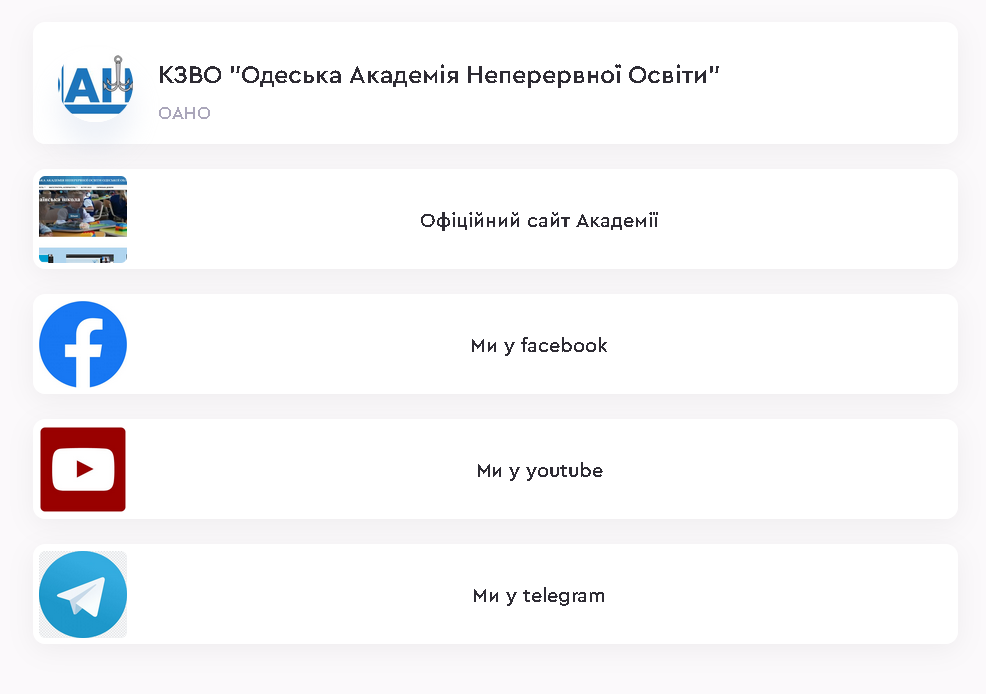 КЗВО "Одеська Академія Неперервної Освіти"
ОАНО
Офіційний сайт Академії
Ми у facebook
Ми у youtube
Ми у telegram